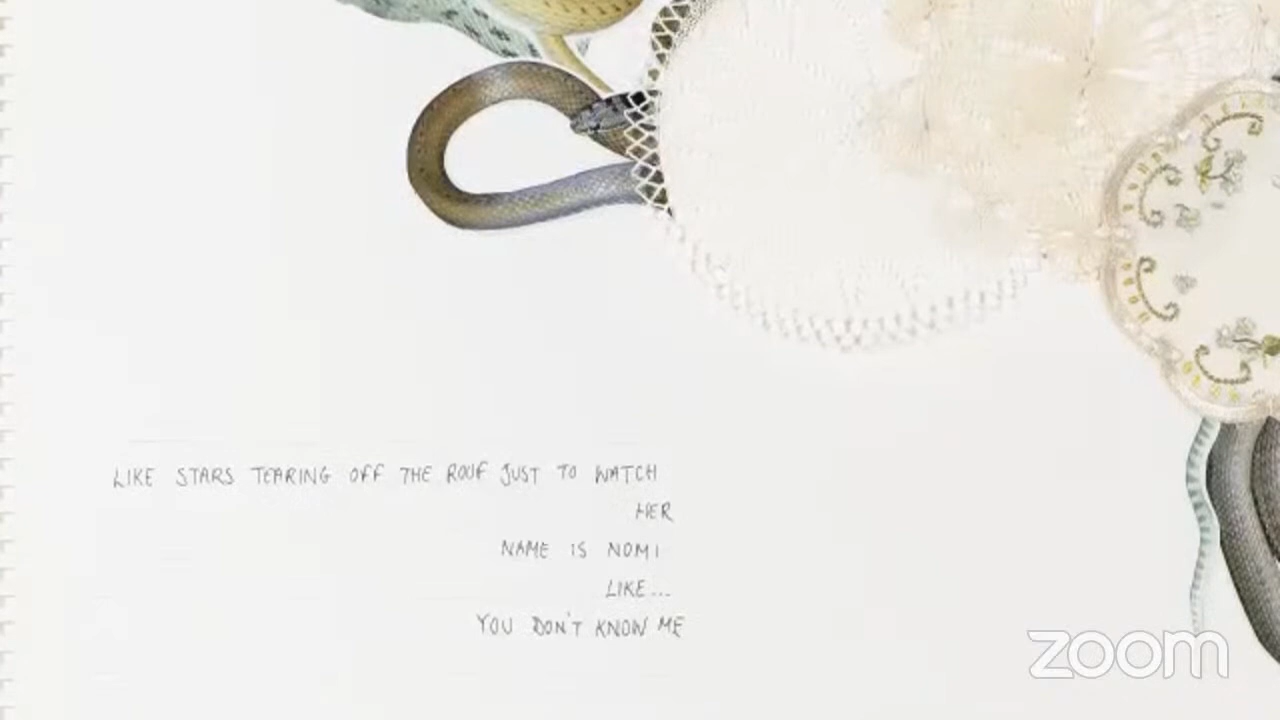 LIKE STARS TEARING OFF THE ROOF JUST TO WATCH
HER
NAME IS NOMI
LIKE...
YOU DON'T KNOW ME
zoom